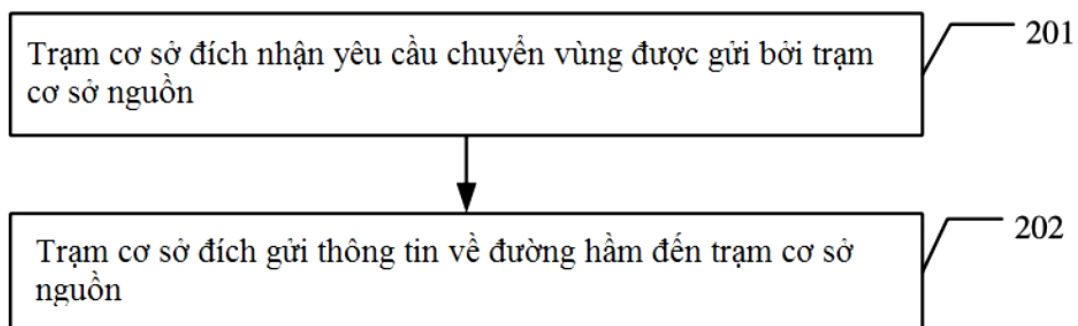 Trạm cơ sở đích nhận yêu cầu chuyển vùng được gửi bởi trạm
cơ sở nguồn
201
Trạm cơ sở đích gửi thông tin về đường hầm đến trạm cơ sở
nguồn
202